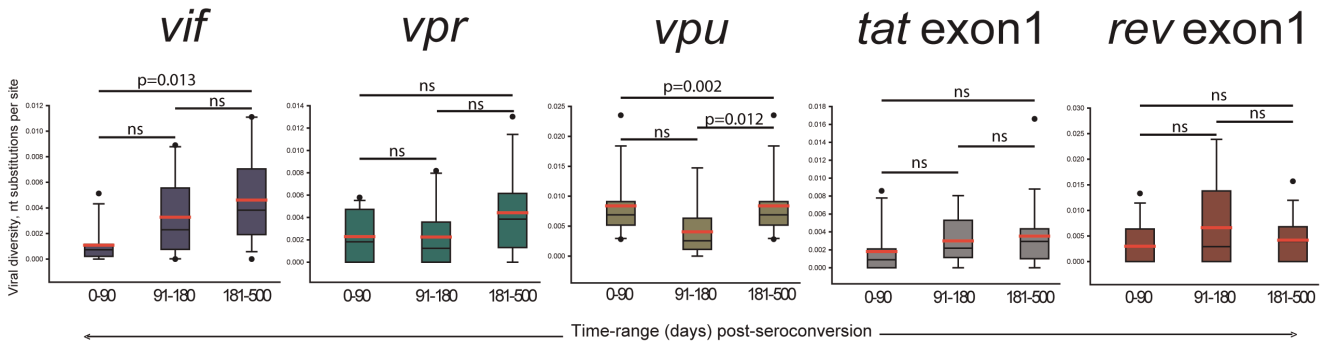 vif vpr vpu tat exon1 rev exon1
Viral diversity, nt substitutions per site
p=0.013
ns
ns
0.012
0.010
0.008
0.006
0.004
0.002
0.000
0-90 91-180 181-500
ns
ns
ns
0.014
0.012
0.010
0.008
0.006
0.004
0.002
0.000
0-90 91-180 181-500
p=0.002
ns p=0.012
0.025
0.020
0.015
0.010
0.005
0.000
0-90 91-180 181-500
ns
ns
ns
0.018
0.016
0.014
0.012
0.010
0.008
0.006
0.004
0.002
0.000
0-90 91-180 181-500
ns
ns
ns
0.030
0.025
0.020
0.015
0.010
0.005
0.000
0-90 91-180 181-500
Time-range (days) post-seroconversion